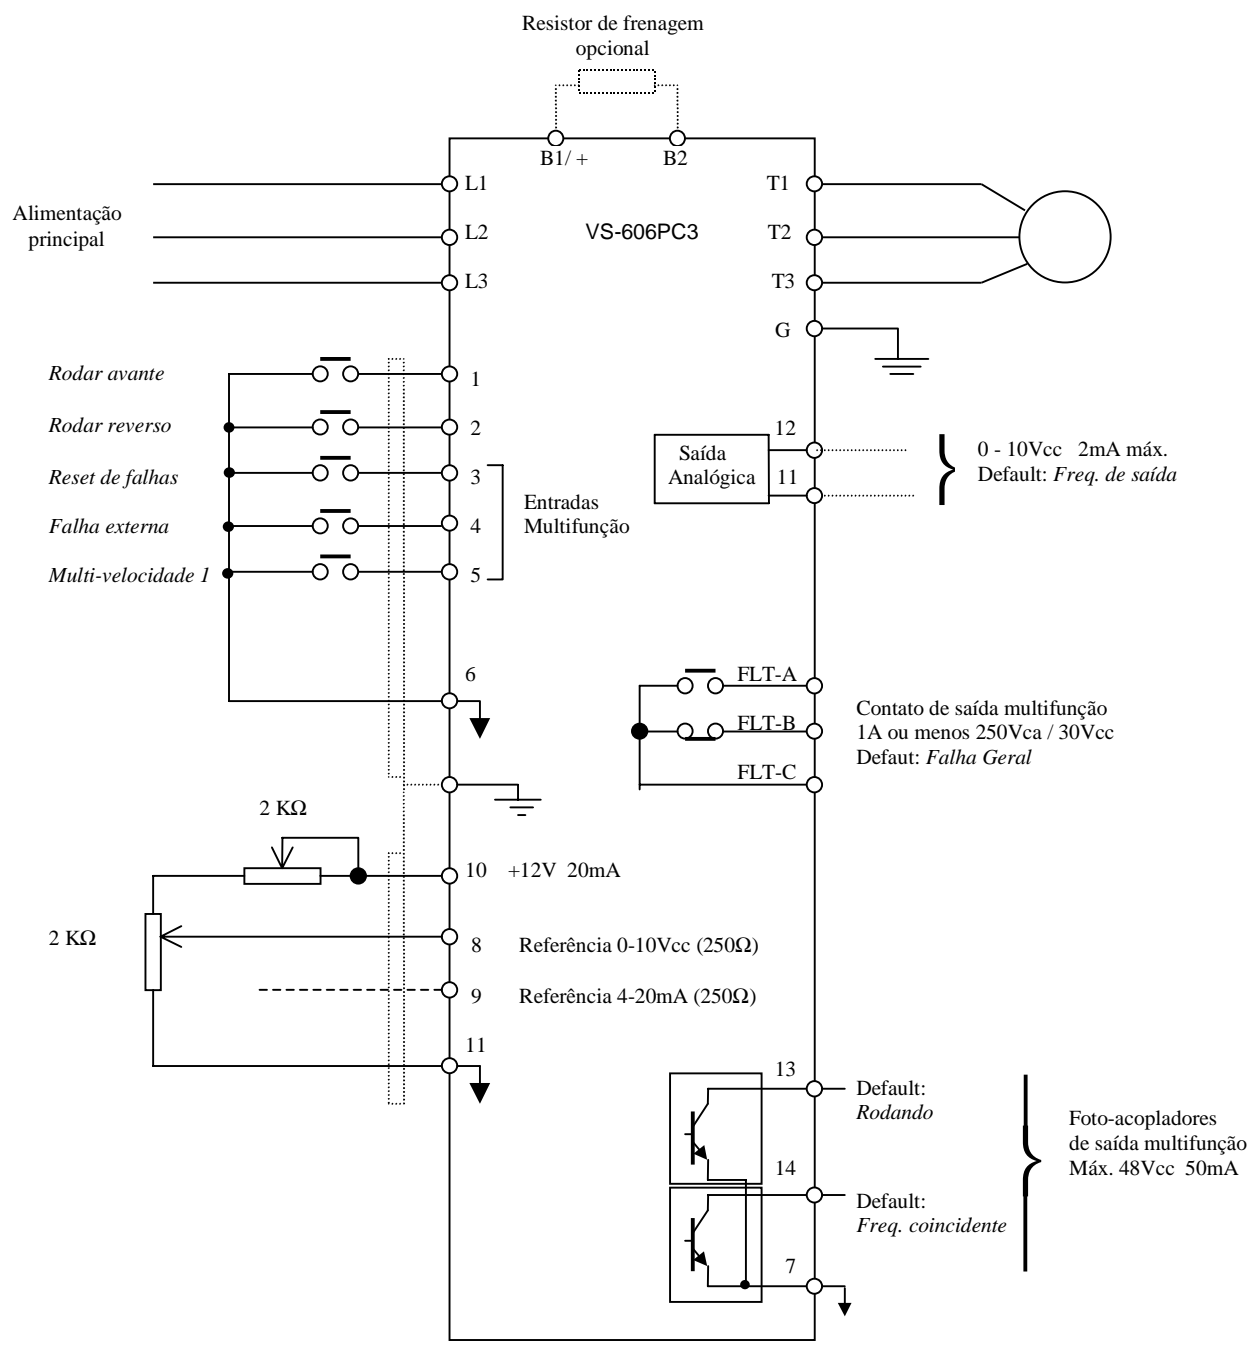 Resistor de frenagem
opcional
B1/ +
B2
L1
T1
Alimentação
principal
L2
VS-606PC3
T2
L3
T3
G
Rodar avante
1
Rodar reverso
2
12
Saída
Analógica
11
0 - 10Vcc 2mA máx.
Default: Freq. de saída
Reset de falhas
3
Entradas
Multifunção
Falha externa
4
Multi-velocidade 1
5
6
FLT-A
FLT-B
FLT-C
Contato de saída multifunção
1A ou menos 250Vca / 30Vcc
Defaut: Falha Geral
2 KΩ
10 +12V 20mA
2 KΩ
8 Referência 0-10Vcc (250Ω)
9 Referência 4-20mA (250Ω)
11
13
Default:
Rodando
14
Default:
Freq. coincidente
7
Foto-acopladores
de saída multifunção
Máx. 48Vcc 50mA